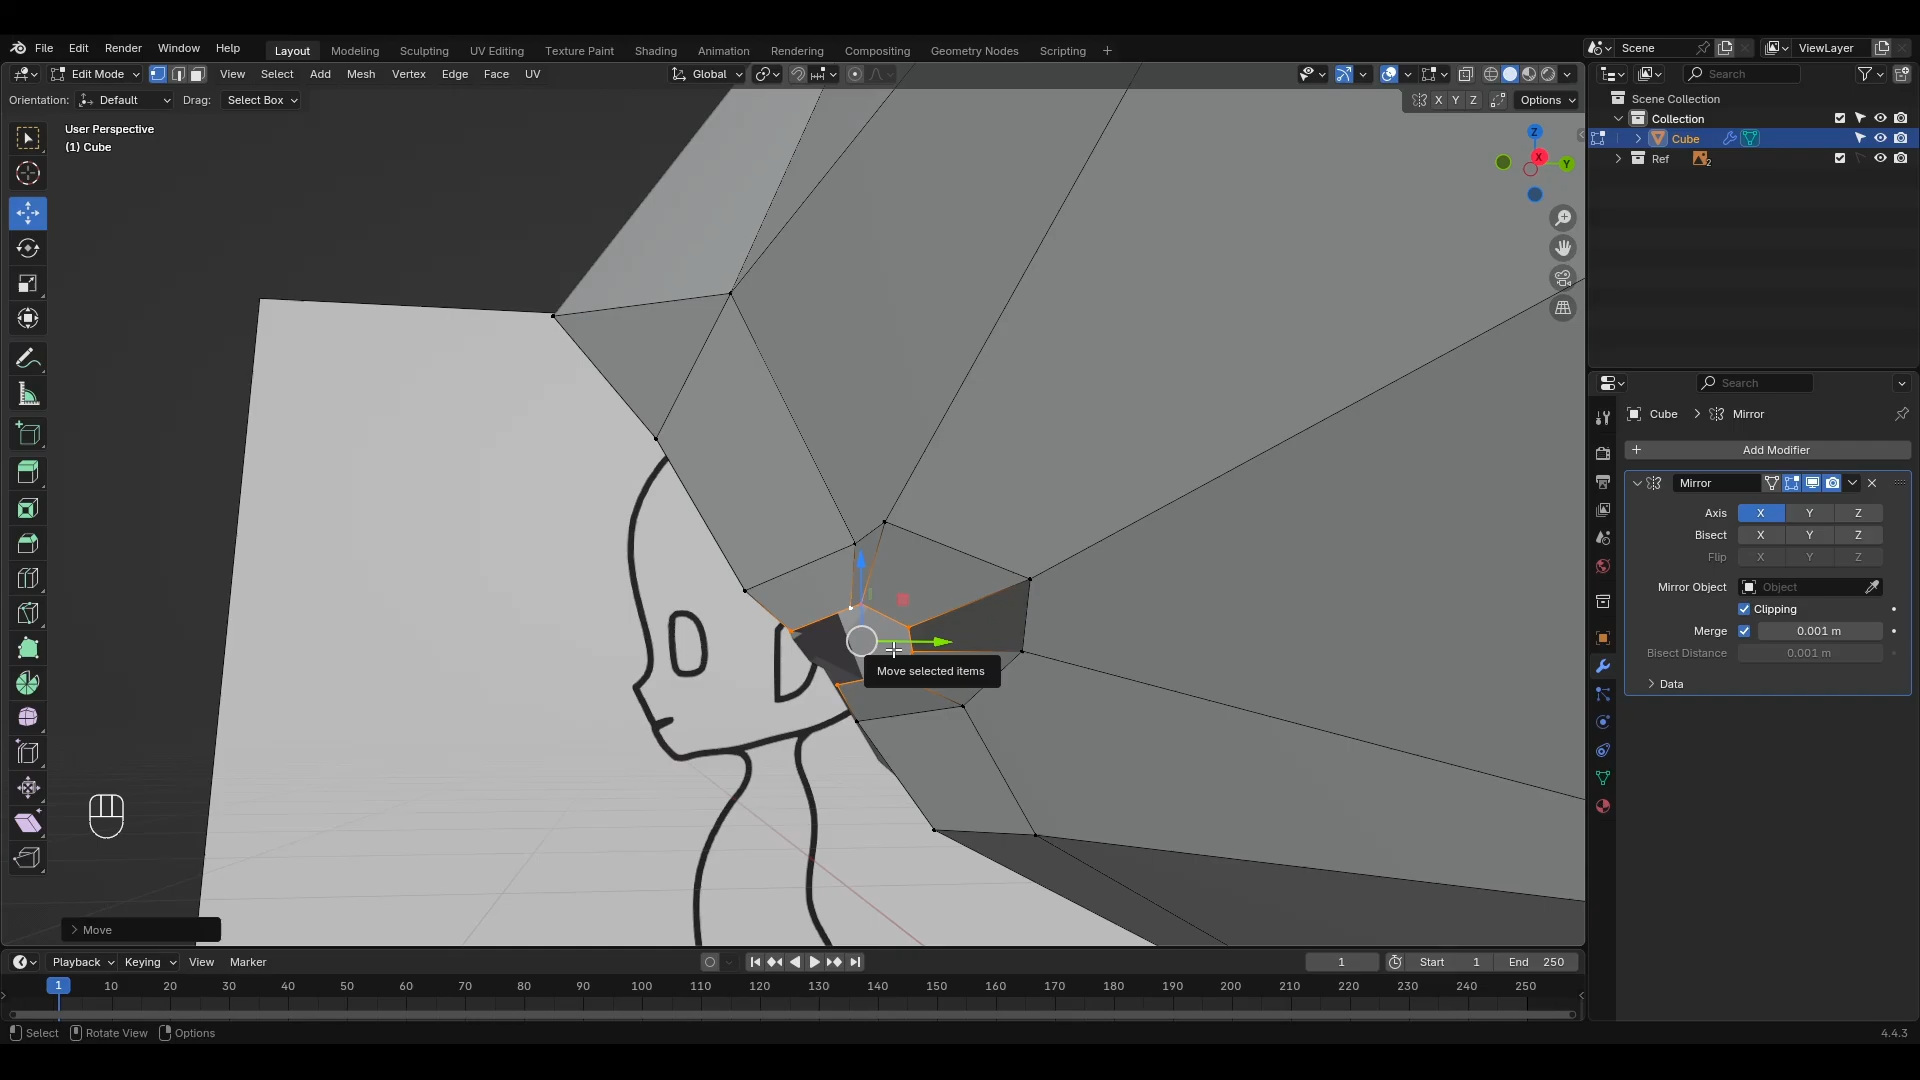 File Edit Render Window Help Layout Modeling Sculpting UV Editing Texture Paint Shading Animation Rendering Compositing Geometry Nodes Scripting + Scene ViewLayer
Edit Mode View Select Add Mesh Vertex Edge Face UV Global Search
Orientation: Default Drag: Select Box X Y Z Options
Scene Collection
Collection
Cube
Ref 2
User Perspective
(1) Cube
Z
X
Y
Search
Cube > Mirror
+ Add Modifier
Mirror
Axis X Y Z
Bisect X Y Z
Flip X Y Z
Mirror Object Object
Clipping
Merge 0.001 m
Bisect Distance 0.001 m
Data
Move selected items
Move
Playback Keying View Marker 1 Start 1 End 250
1 10 20 30 40 50 60 70 80 90 100 110 120 130 140 150 160 170 180 190 200 210 220 230 240 250
Select Rotate View Options 4.4.3